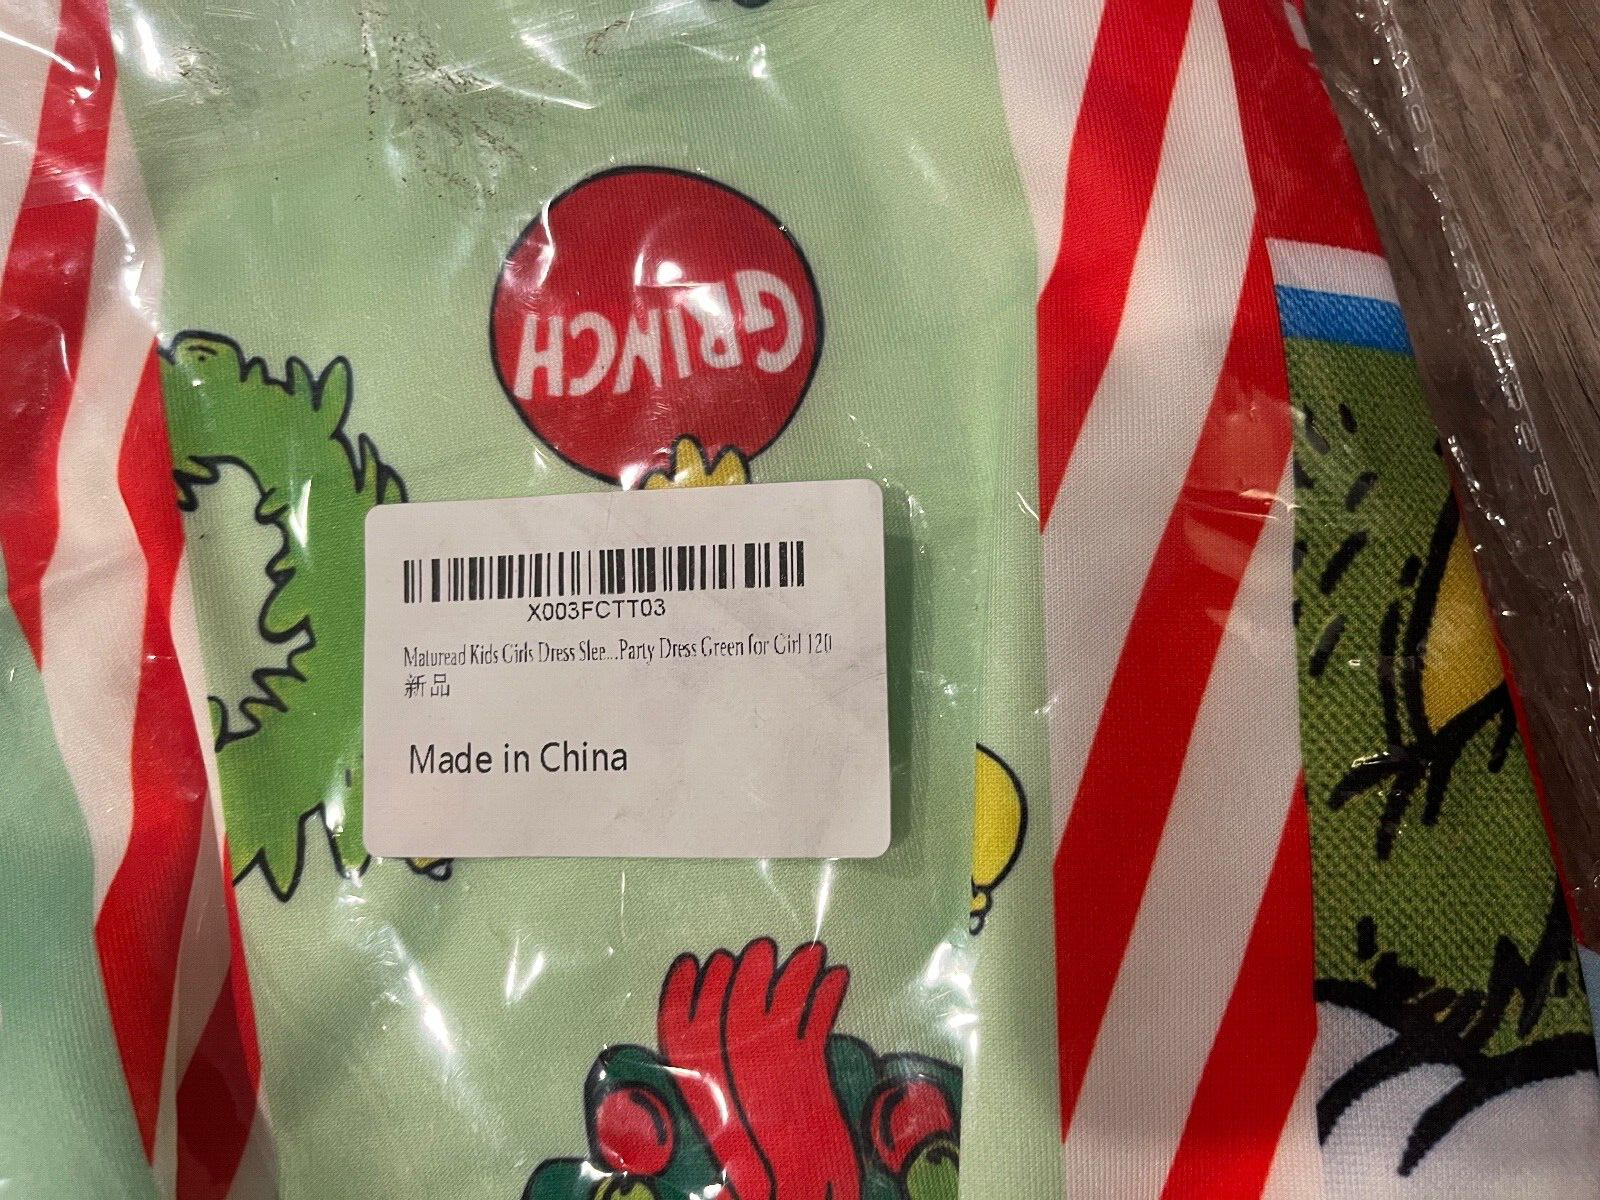 GRINCH
X003FCTT03
Maturead Kids Girls Dress Slee...Party Dress Green for Girl 120
新品
Made in China